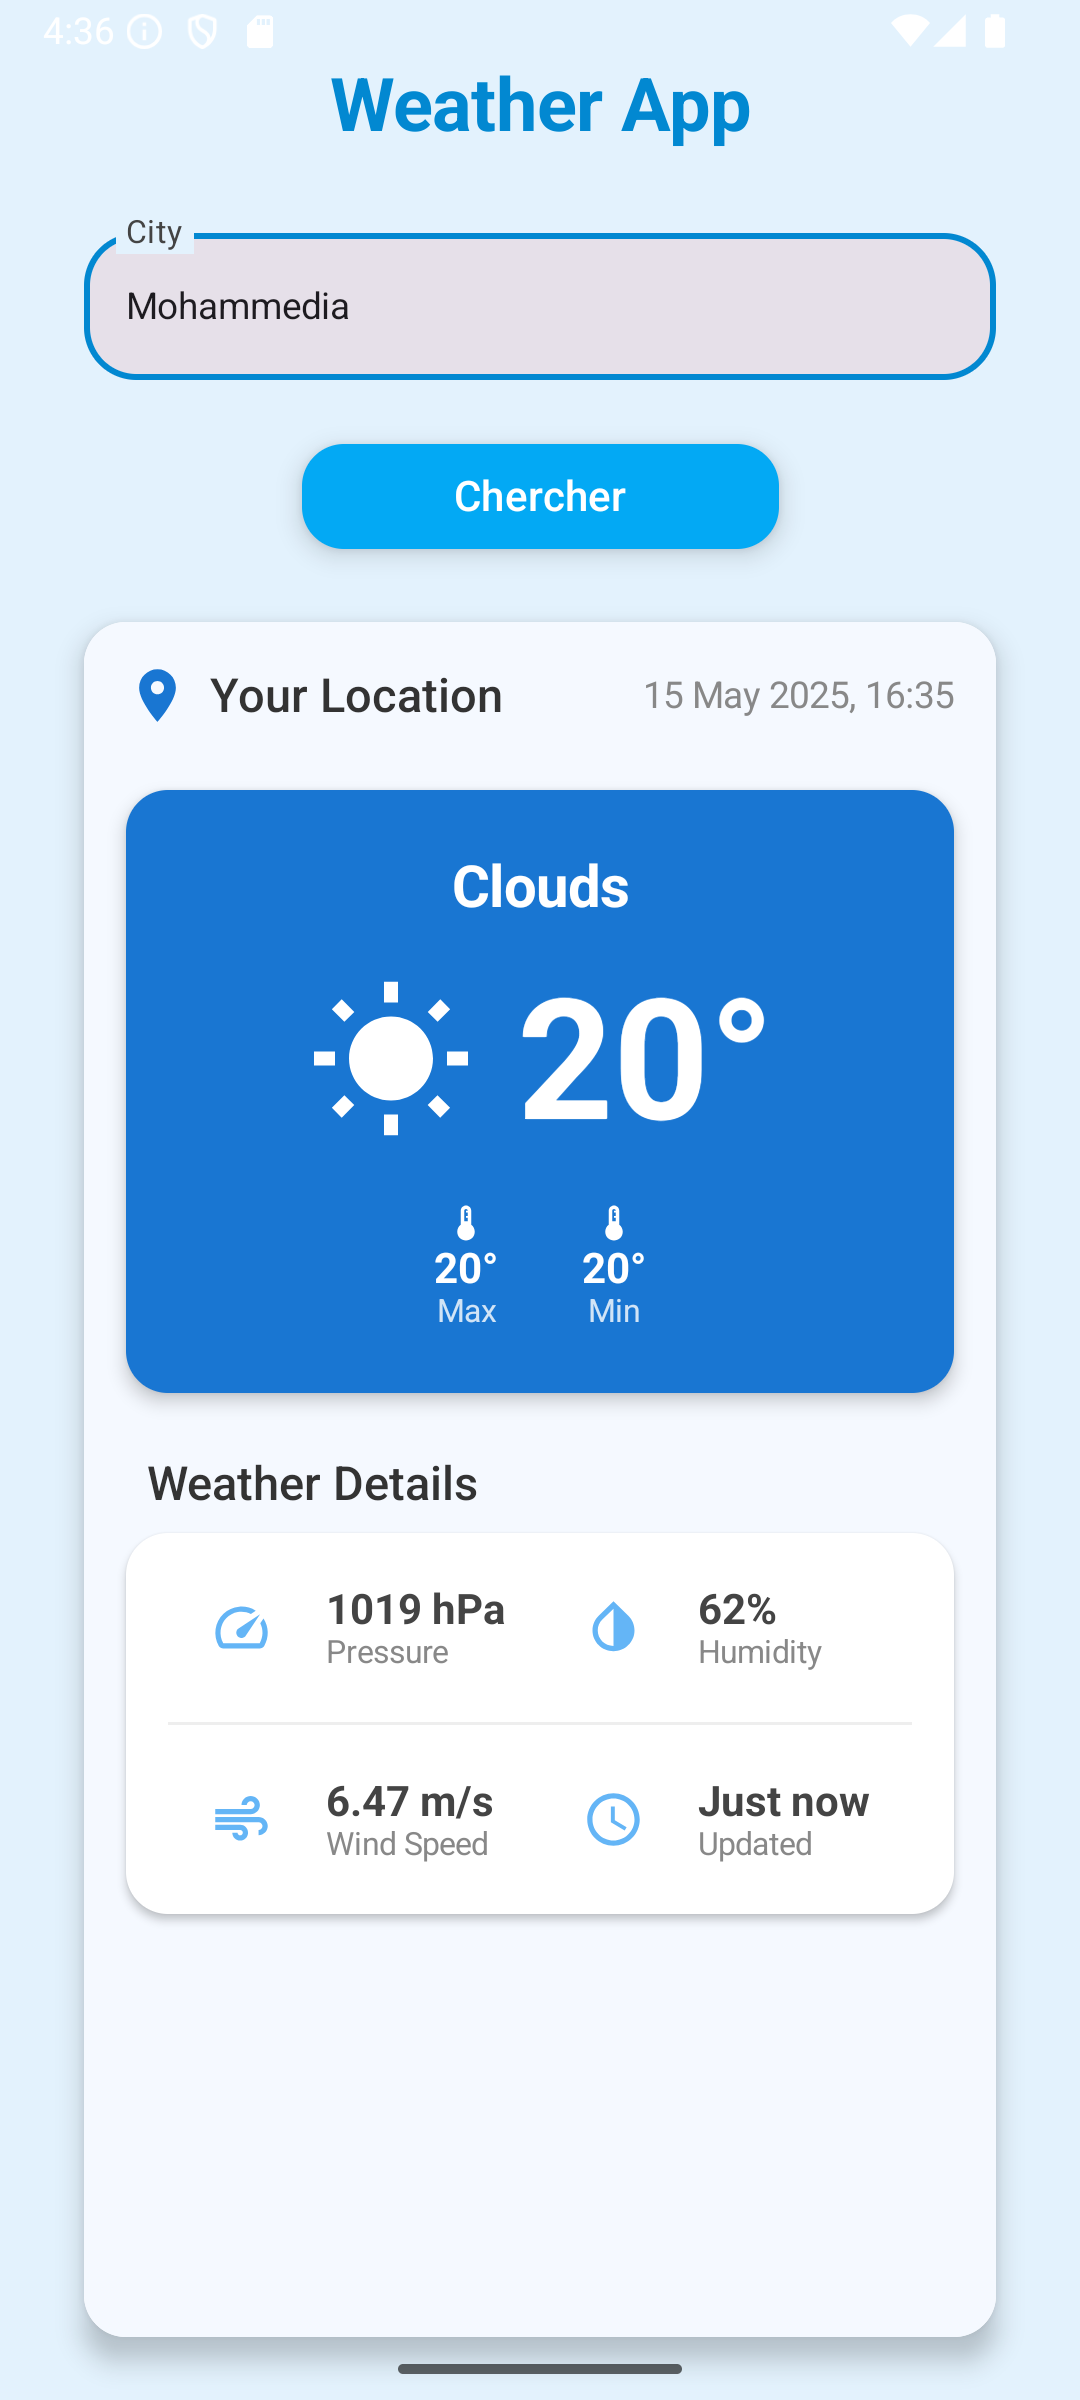 4:36
Weather App
City
Mohammedia
Chercher
Your Location 15 May 2025, 16:35
Clouds
20°
20° 20°
Max Min
Weather Details
1019 hPa 62%
Pressure Humidity
6.47 m/s Just now
Wind Speed Updated